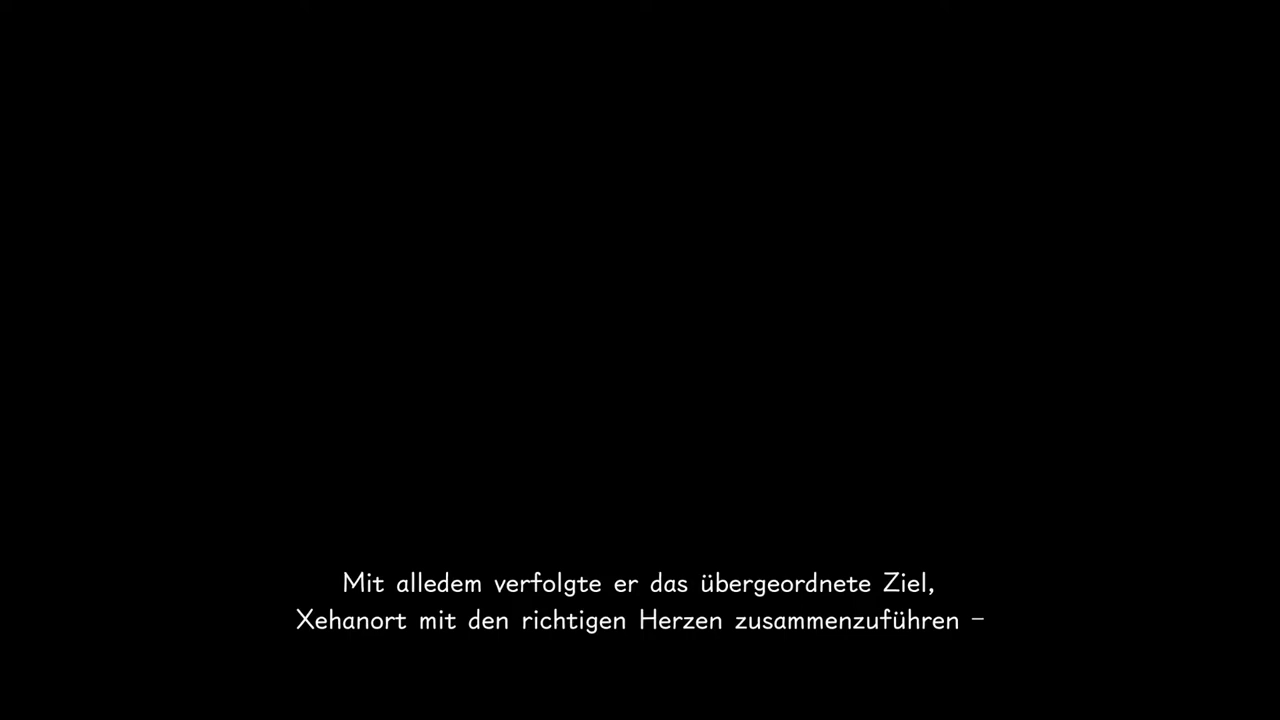 Mit alledem verfolgte er das übergeordnete Ziel,
Xehanort mit den richtigen Herzen zusammenzuführen –